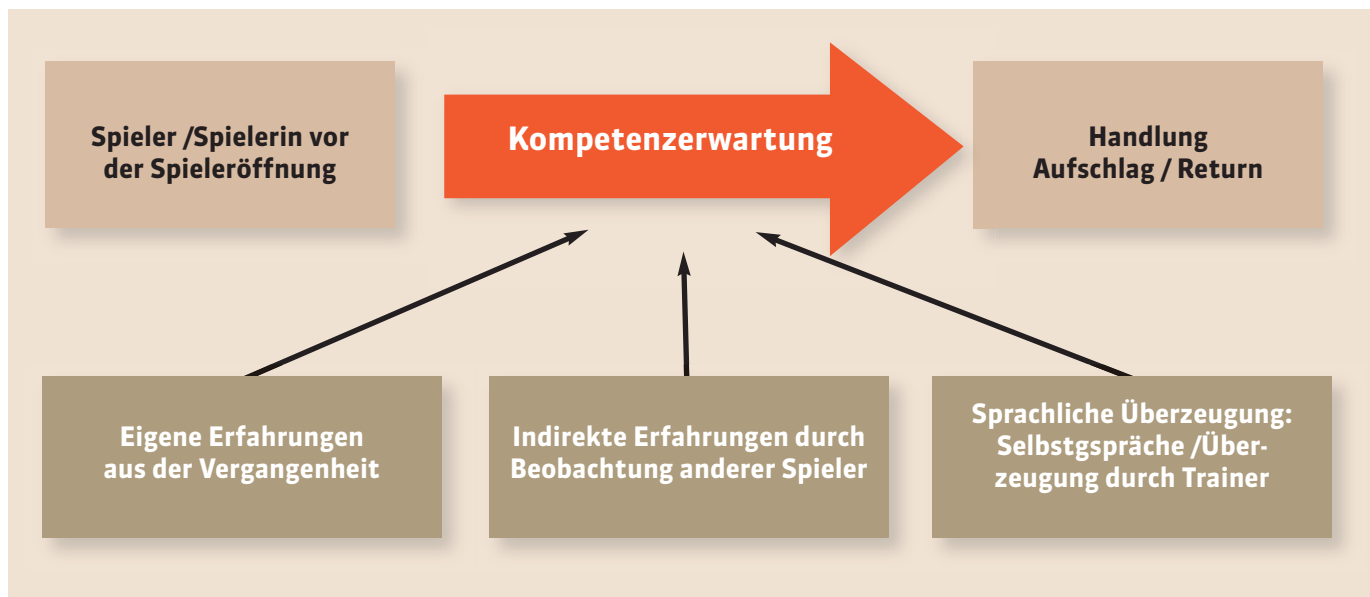 Spieler /Spielerin vor
der Spieleröffnung
Kompetenzerwartung
Handlung
Aufschlag / Return
Eigene Erfahrungen
aus der Vergangenheit
Indirekte Erfahrungen durch
Beobachtung anderer Spieler
Sprachliche Überzeugung:
Selbstgspräche /Über-
zeugung durch Trainer